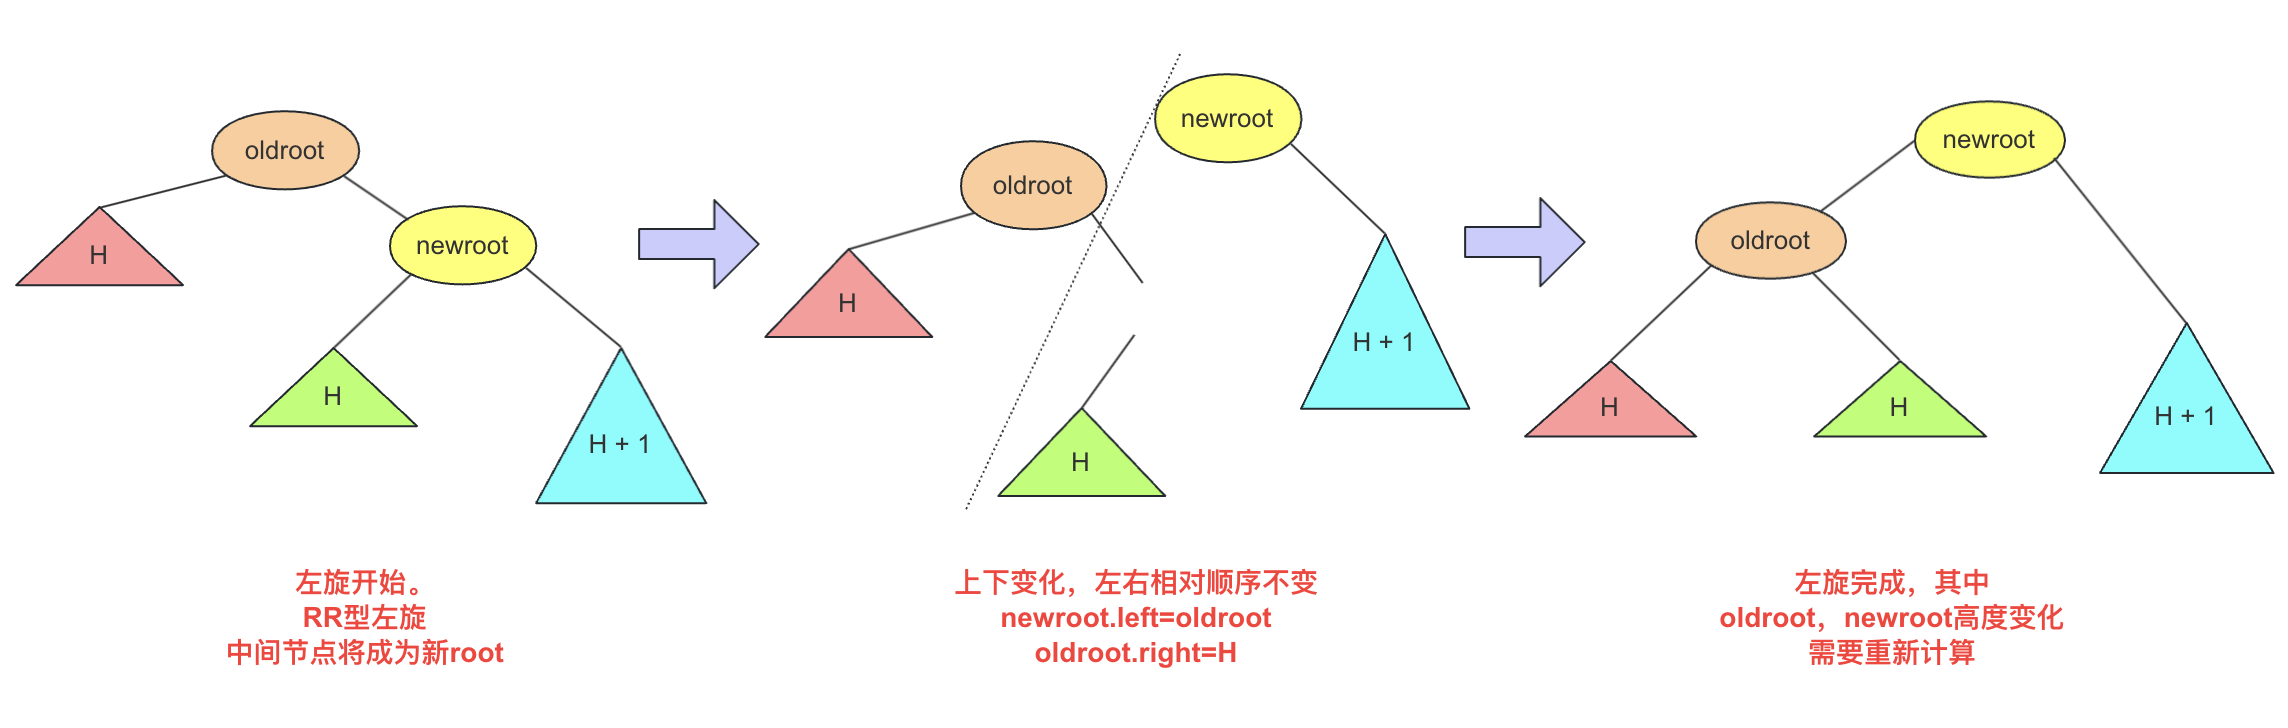 oldroot
H
newroot
H
H + 1
左旋开始。
RR型左旋
中间节点将成为新root
newroot
oldroot
H
H + 1
H
上下变化，左右相对顺序不变
newroot.left=oldroot
oldroot.right=H
newroot
oldroot
H
H
H + 1
左旋完成，其中
oldroot，newroot高度变化
需要重新计算